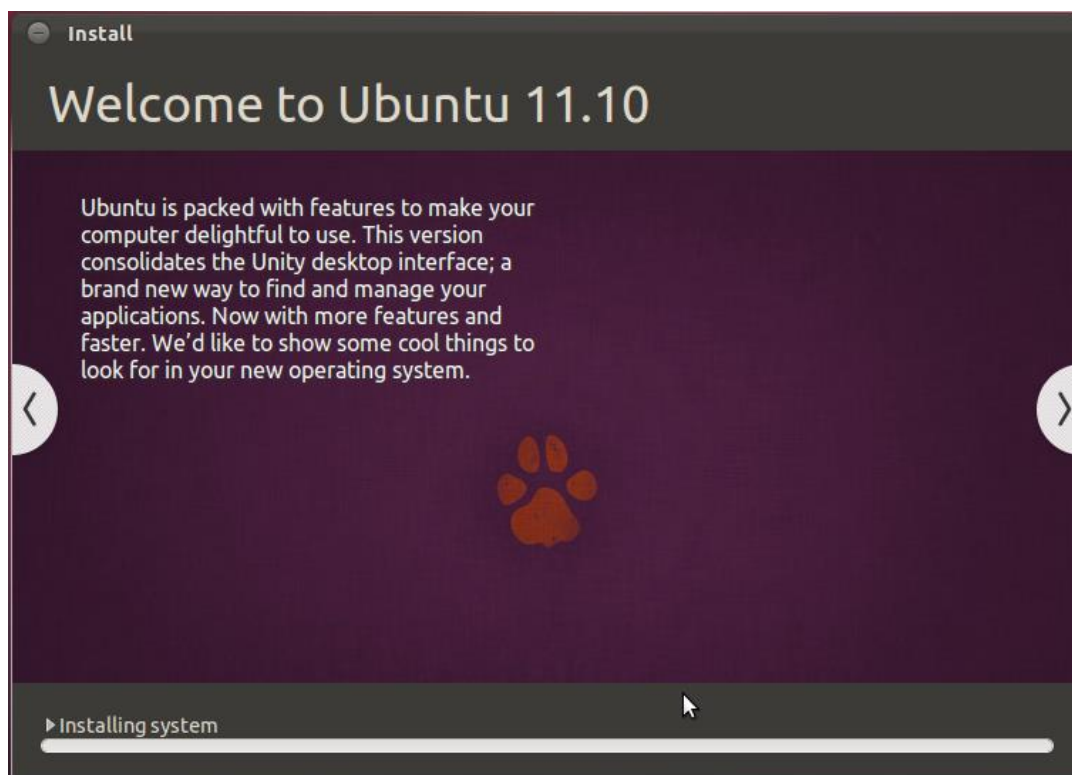 Install
Welcome to Ubuntu 11.10
Ubuntu is packed with features to make your
computer delightful to use. This version
consolidates the Unity desktop interface; a
brand new way to find and manage your
applications. Now with more features and
faster. We’d like to show some cool things to
look for in your new operating system.
Installing system